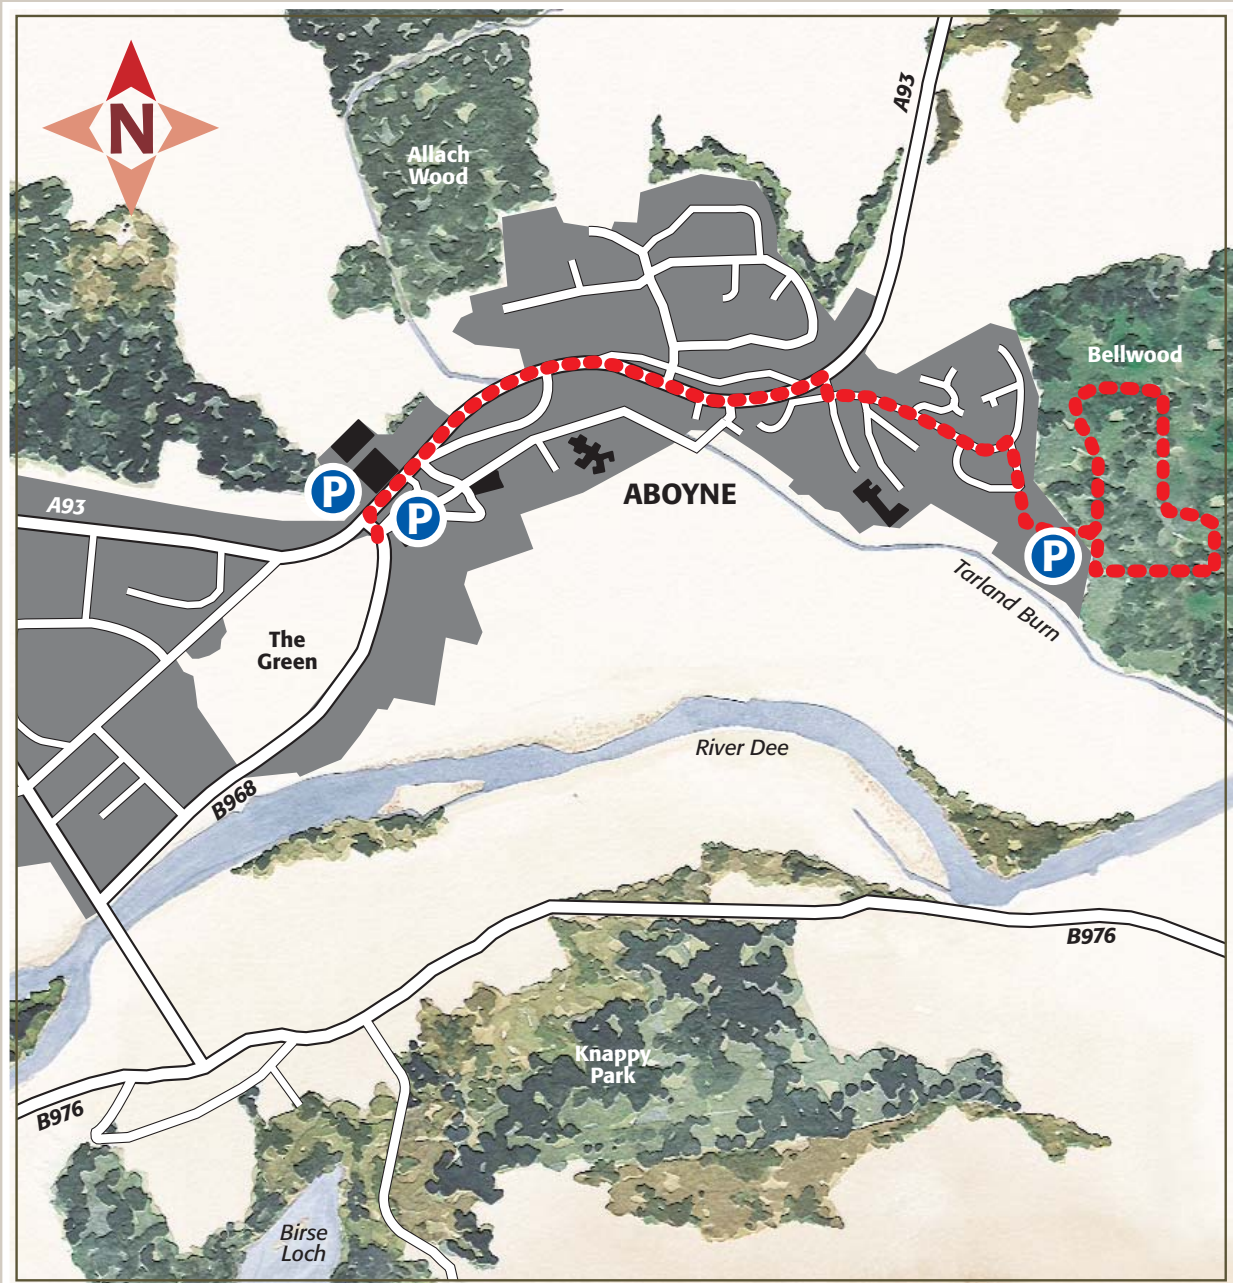 N
A93
Allach
Wood
Bellwood
P
P
ABOYNE
A93
P
Tarland Burn
The
Green
River Dee
B968
B976
Knappy
Park
B976
Birse
Loch